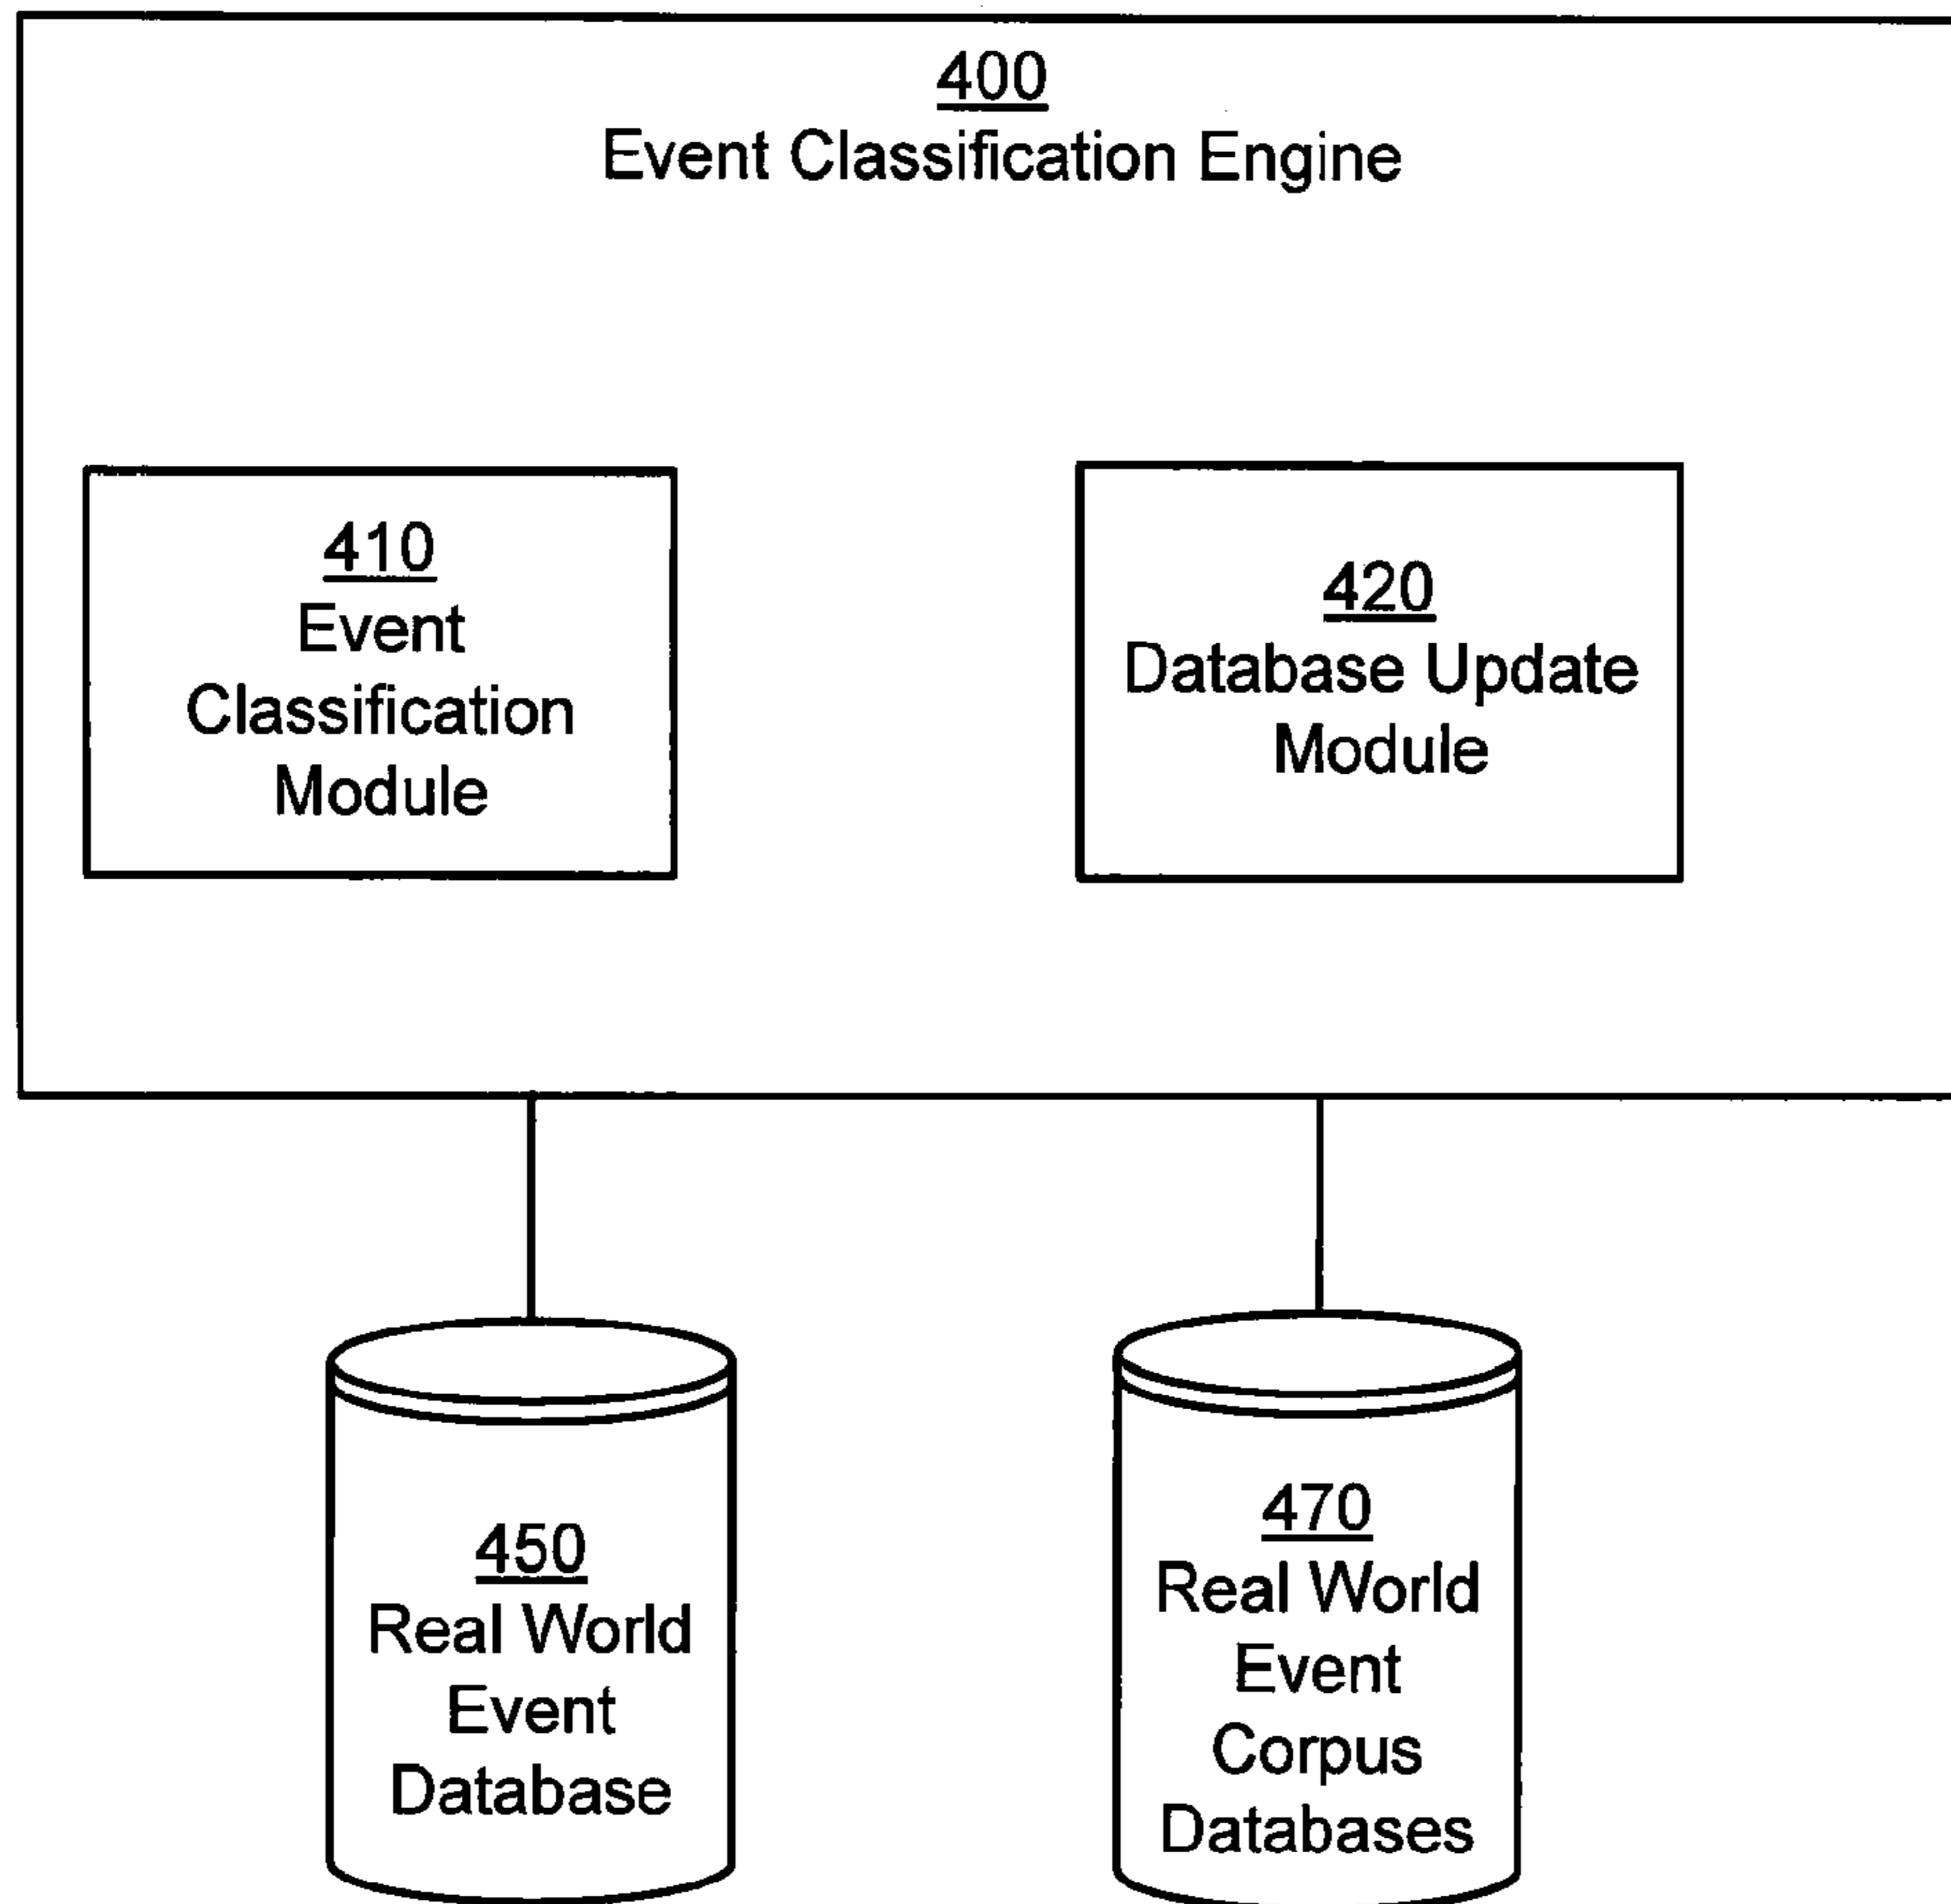 400
Event Classification Engine
410
Event
Classification
Module
420
Database Update
Module
450
Real World
Event
Database
470
Real World
Event
Corpus
Databases